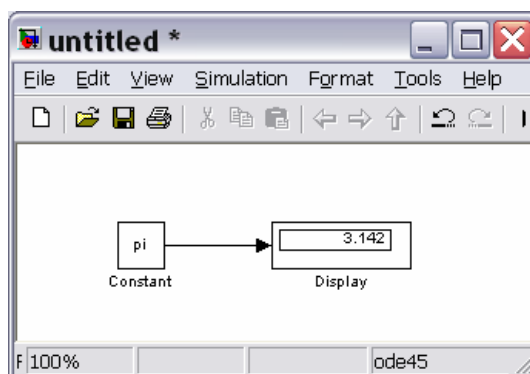 untitled *
File Edit View Simulation Format Tools Help
pi
3.142
Constant
Display
F 100%
ode45